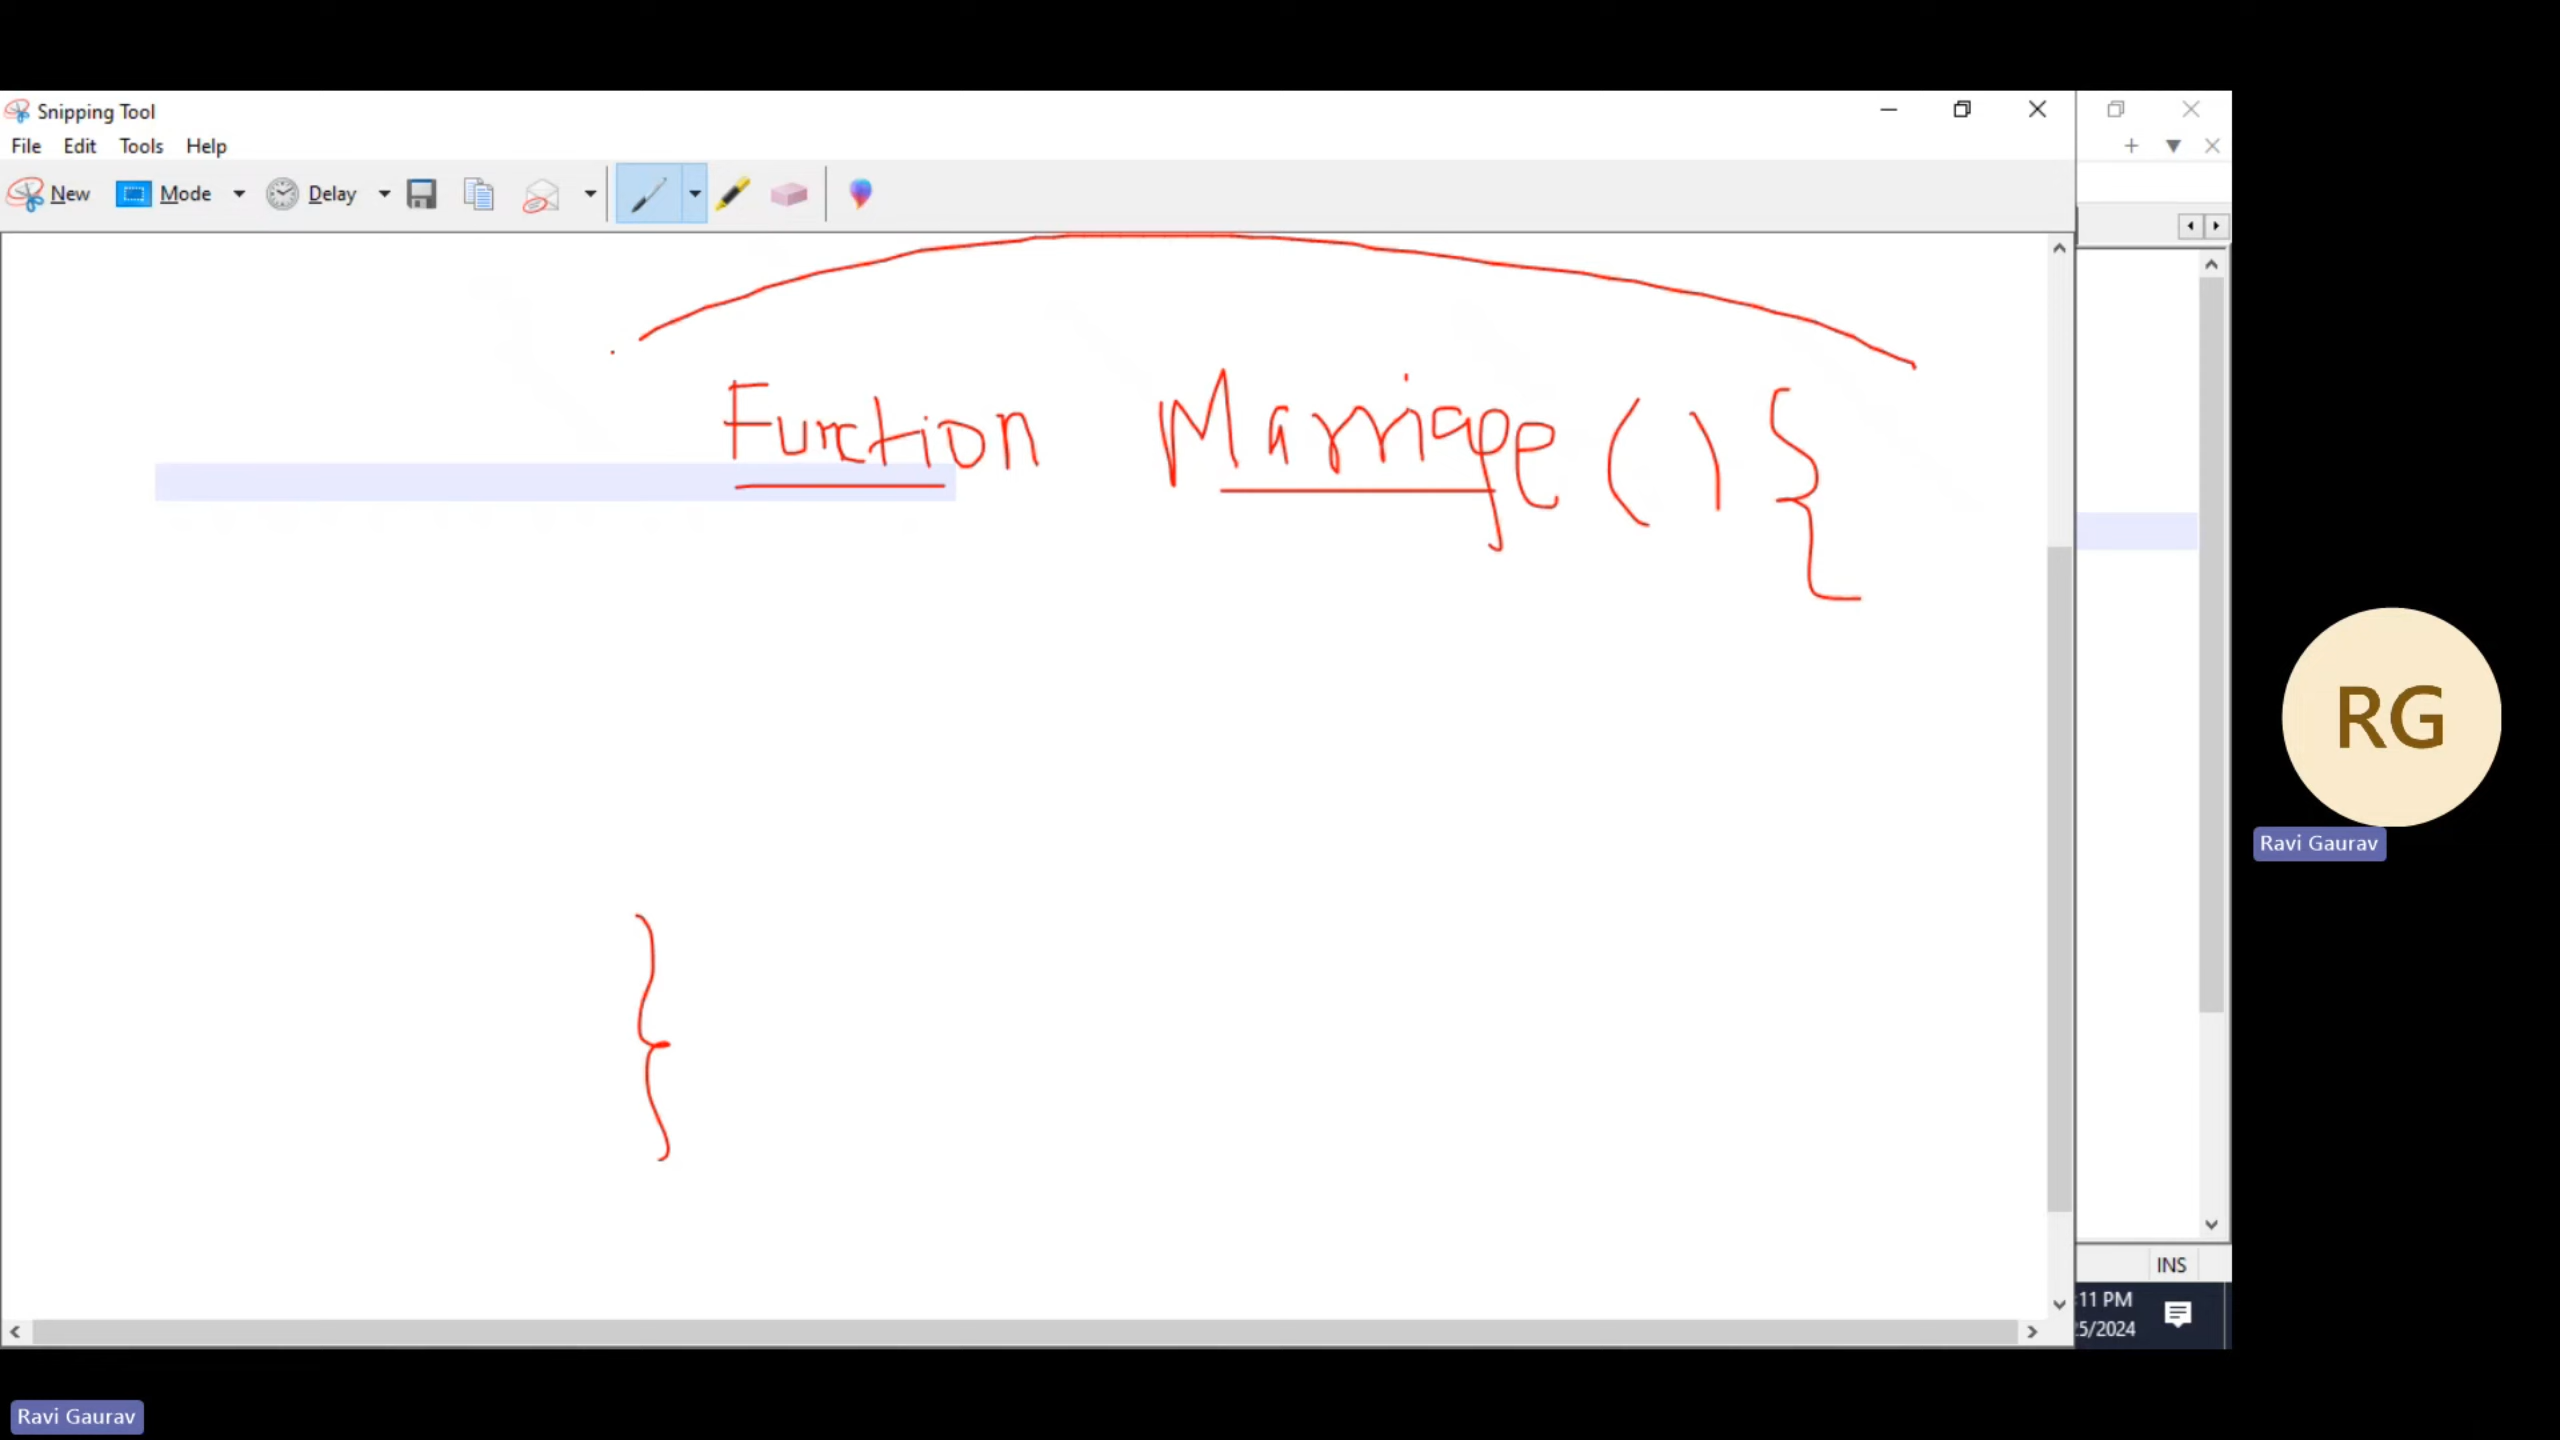 Snipping Tool
File Edit Tools Help
New Mode Delay
Function Marriage ( ) {
}
RG
Ravi Gaurav
INS
:11 PM
5/2024
Ravi Gaurav